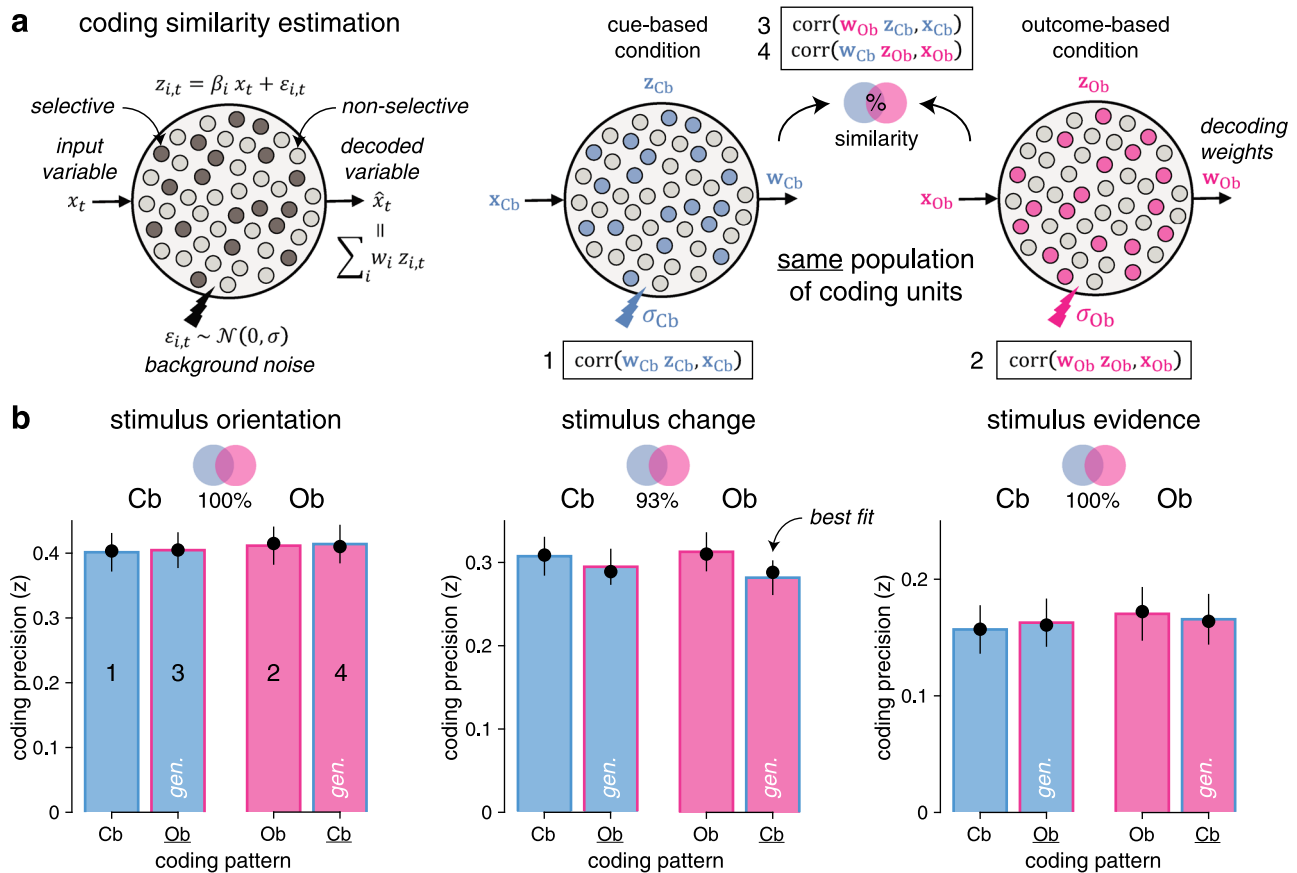 a
coding similarity estimation
z_{i,t} = β_i x_t + ε_{i,t}
selective
non-selective
input
variable
x_t
decoded
variable
x̂_t
=
∑_i w_i z_{i,t}
ε_{i,t} ~ 𝒩(0, σ)
background noise
cue-based
condition
z_Cb
x_Cb
w_Cb
σ_Cb
1 corr(w_Cb z_Cb, x_Cb)
3 corr(w_Ob z_Cb, x_Cb)
4 corr(w_Cb z_Ob, x_Ob)
%
similarity
same population
of coding units
outcome-based
condition
z_Ob
x_Ob
decoding
weights
w_Ob
σ_Ob
2 corr(w_Ob z_Ob, x_Ob)
b
stimulus orientation
Cb 100% Ob
coding precision (z)
0.4
0.3
0.2
0.1
0
1
3
2
4
gen.
gen.
Cb Ob Ob Cb
coding pattern
stimulus change
Cb 93% Ob
best fit
coding precision (z)
0.3
0.2
0.1
0
gen.
gen.
Cb Ob Ob Cb
coding pattern
stimulus evidence
Cb 100% Ob
coding precision (z)
0.2
0.1
0
gen.
gen.
Cb Ob Ob Cb
coding pattern